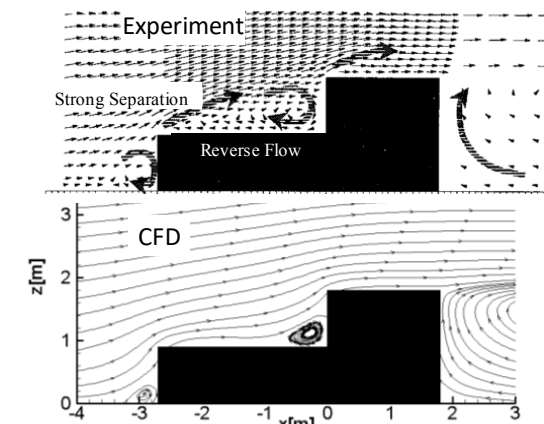 Experiment
Strong Separation
Reverse Flow
CFD
z[m]
3
2
1
0
-4 -3 -2 -1 0 1 2 3
x[m]